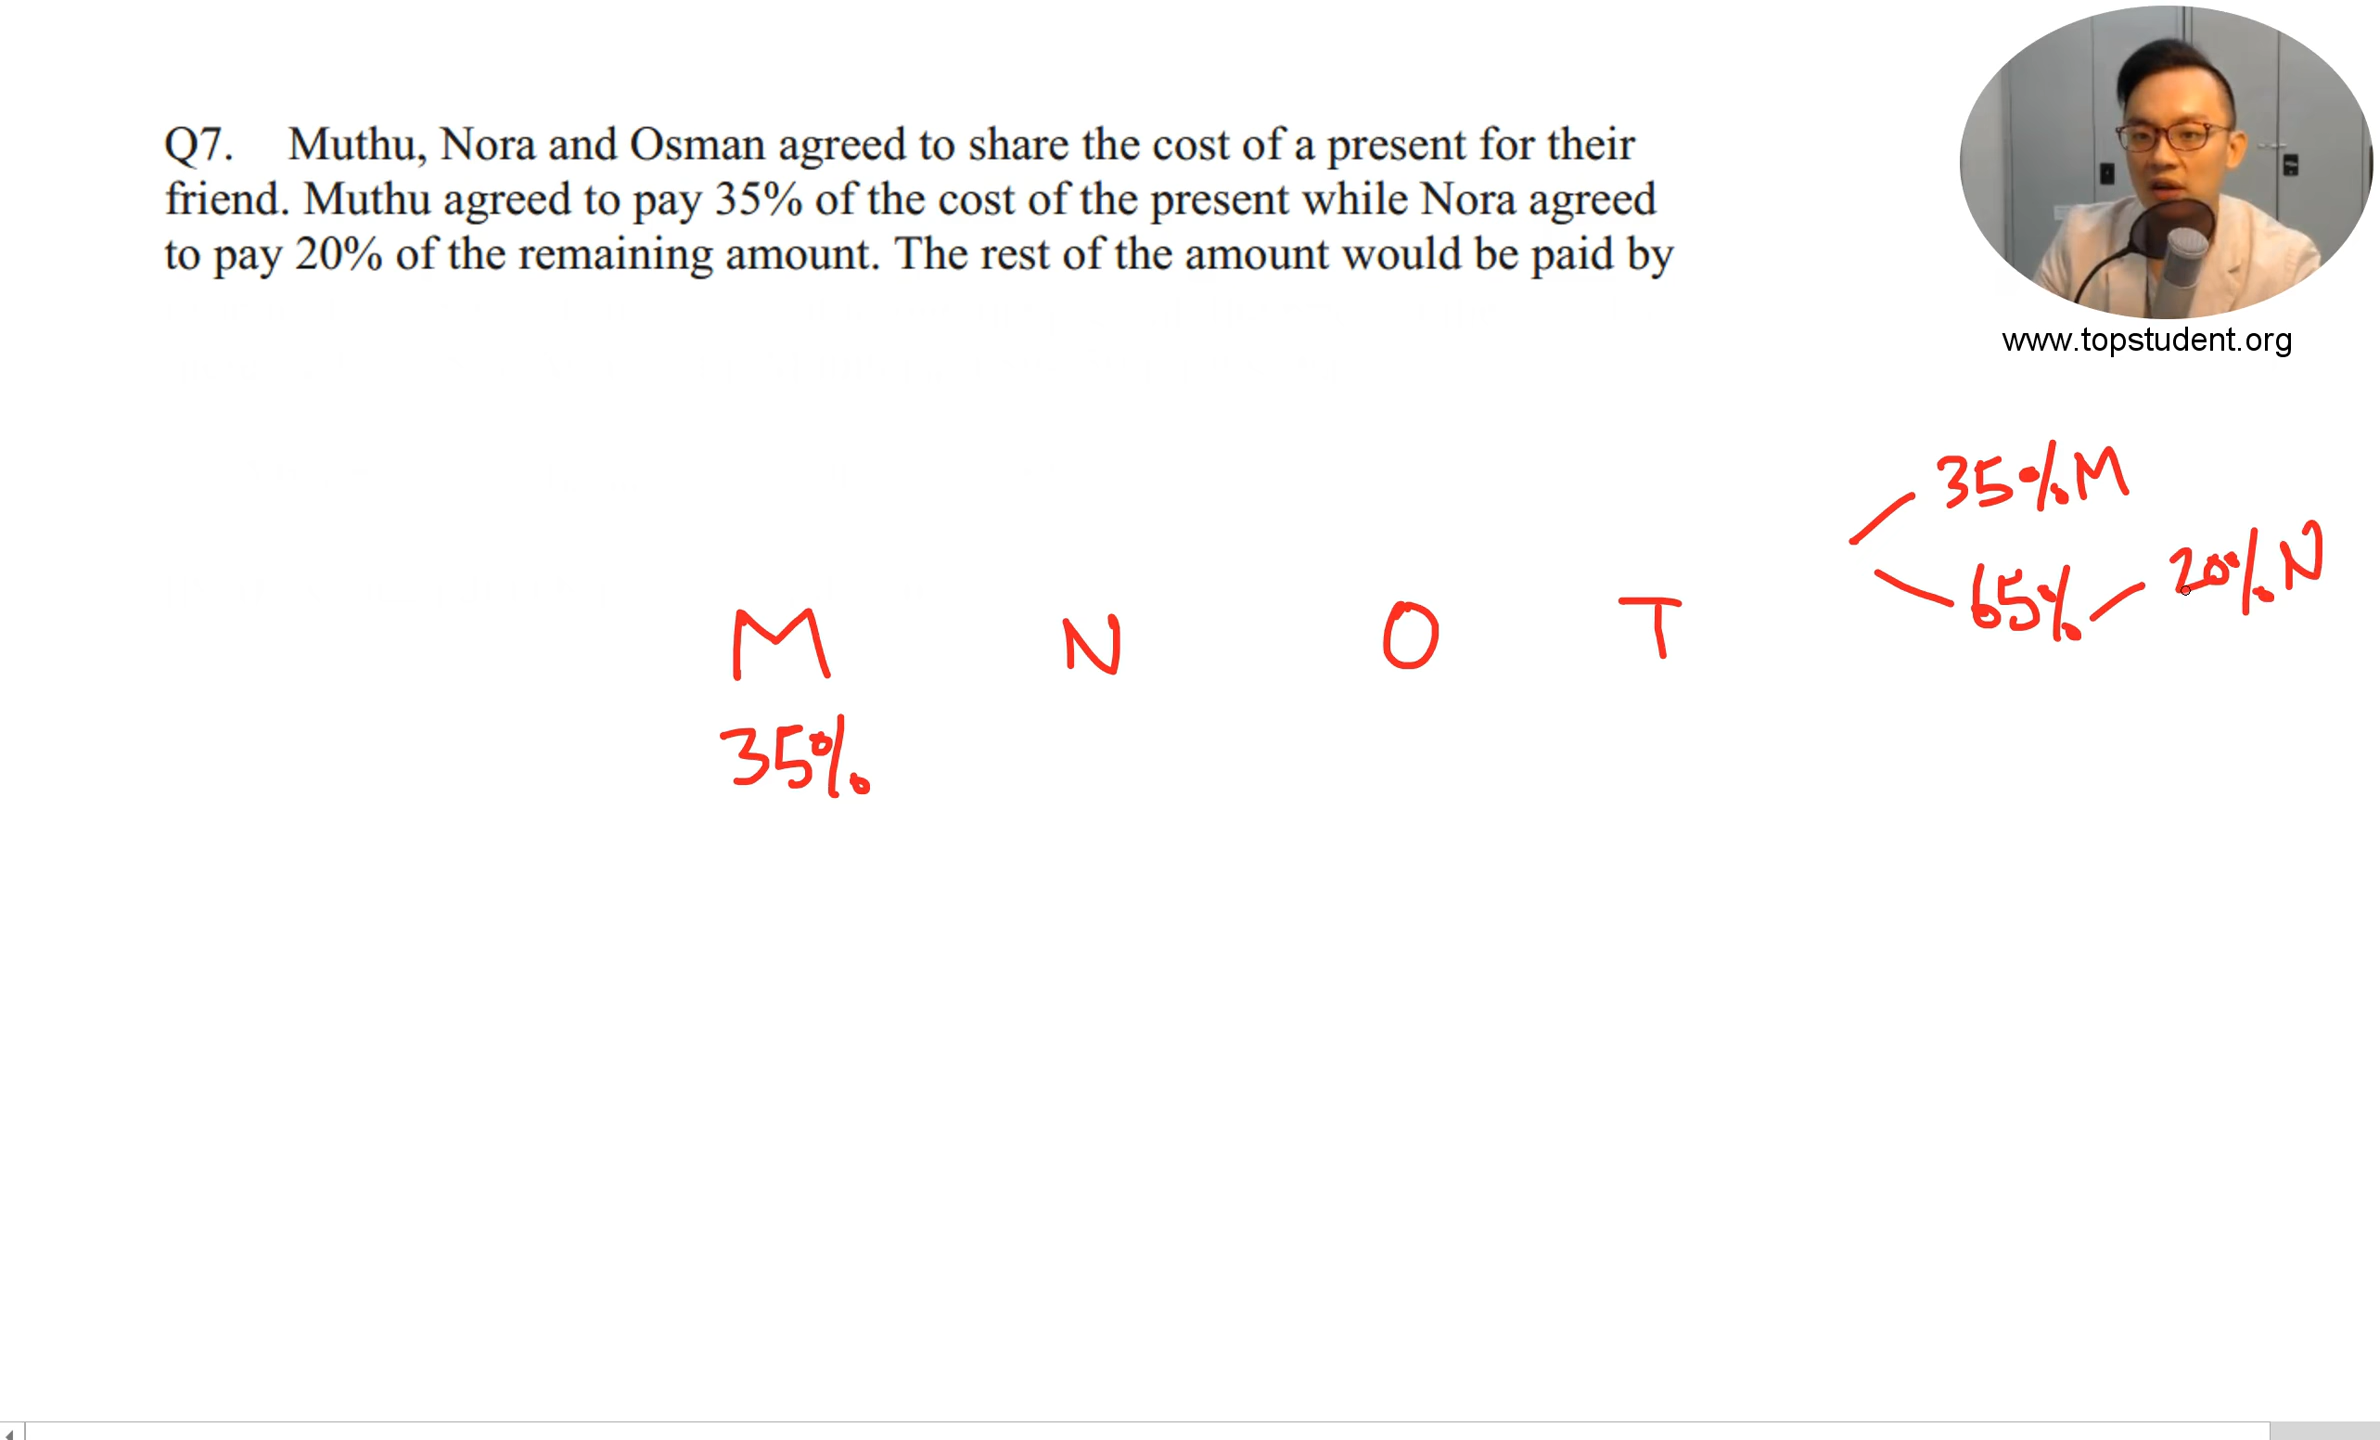 Q7. Muthu, Nora and Osman agreed to share the cost of a present for their
friend. Muthu agreed to pay 35% of the cost of the present while Nora agreed
to pay 20% of the remaining amount. The rest of the amount would be paid by
www.topstudent.org
35% M
65% 20% N
M N O T
35%